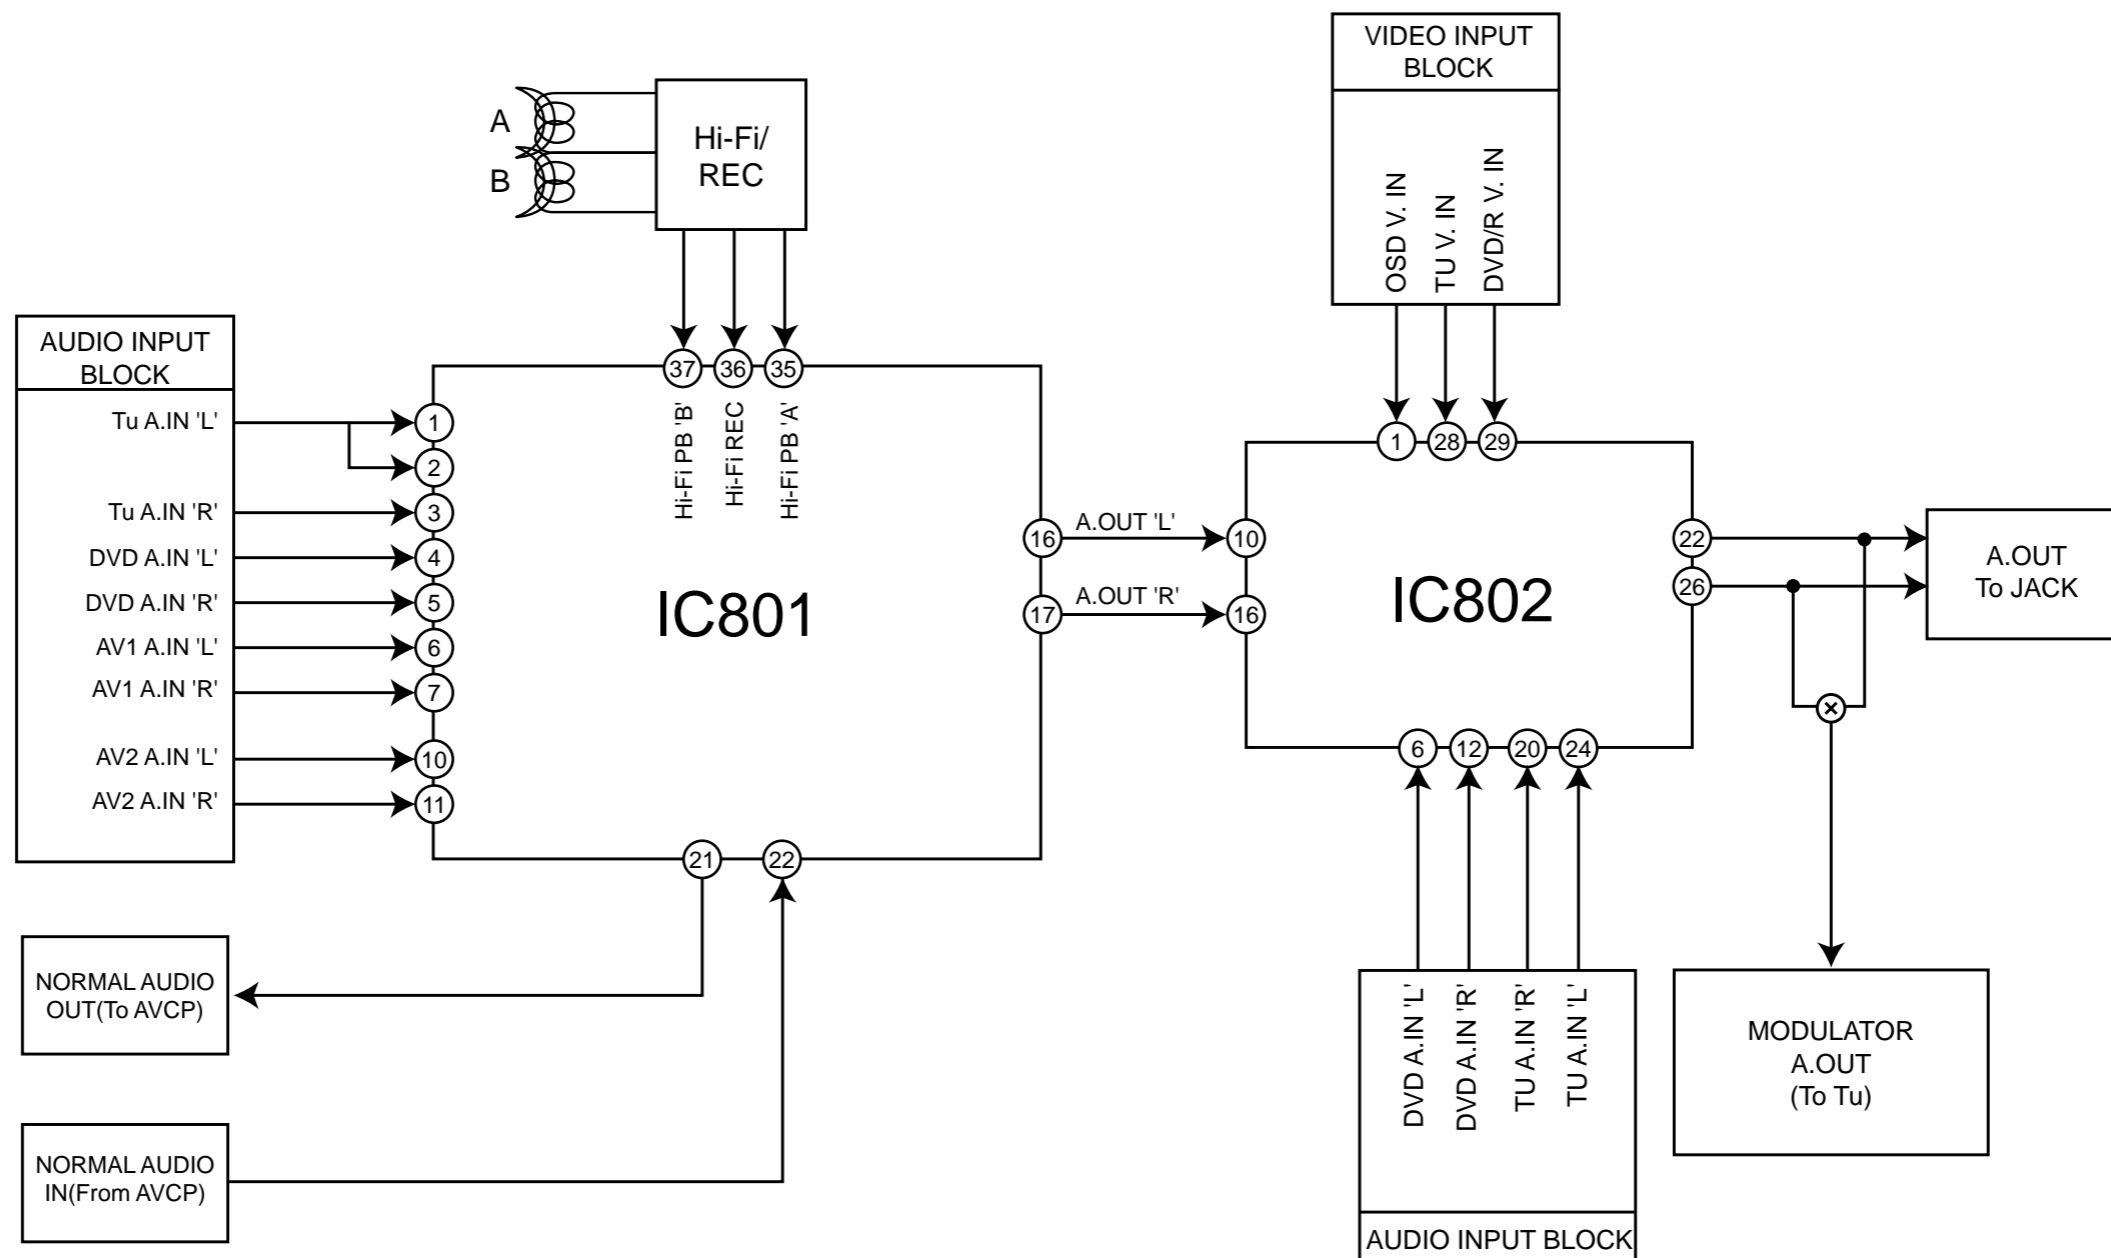 VIDEO INPUT
BLOCK
OSD V. IN
TU V. IN
DVD/R V. IN
A
B
Hi-Fi/
REC
AUDIO INPUT
BLOCK
Tu A.IN 'L'
Tu A.IN 'R'
DVD A.IN 'L'
DVD A.IN 'R'
AV1 A.IN 'L'
AV1 A.IN 'R'
AV2 A.IN 'L'
AV2 A.IN 'R'
1
2
3
4
5
6
7
10
11
37
36
35
Hi-Fi PB 'B'
Hi-Fi REC
Hi-Fi PB 'A'
IC801
16
17
21
22
A.OUT 'L'
A.OUT 'R'
10
16
1
28
29
IC802
22
26
6
12
20
24
A.OUT
To JACK
×
NORMAL AUDIO
OUT(To AVCP)
NORMAL AUDIO
IN(From AVCP)
DVD A.IN 'L'
DVD A.IN 'R'
TU A.IN 'R'
TU A.IN 'L'
AUDIO INPUT BLOCK
MODULATOR
A.OUT
(To Tu)